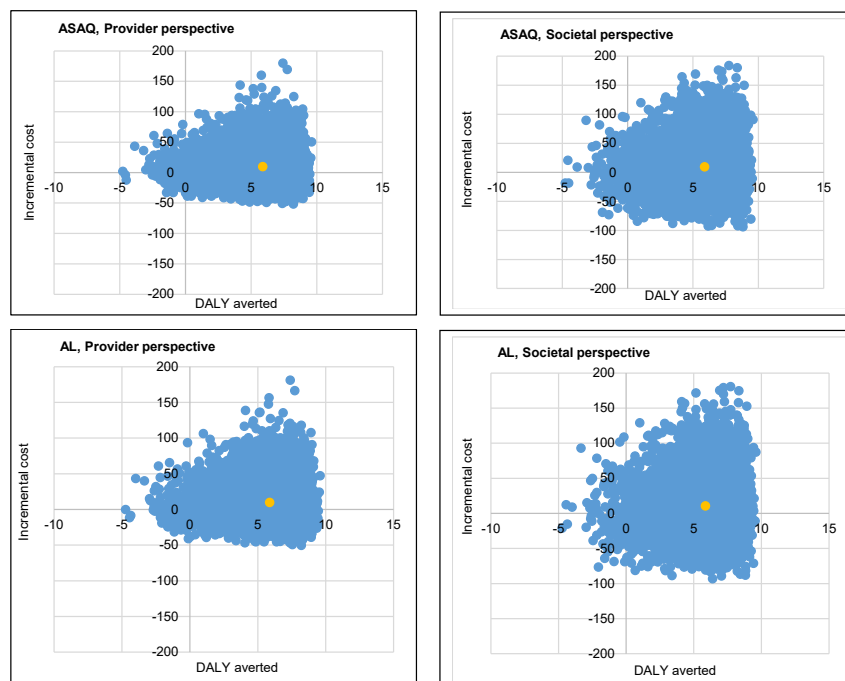 ASAQ, Provider perspective
200
150
100
50
0
-10 -5 0 5 10 15
-50
-100
-150
-200
Incremental cost
DALY averted
ASAQ, Societal perspective
200
150
100
50
0
-10 -5 0 5 10 15
-50
-100
-150
-200
Incremental cost
DALY averted
AL, Provider perspective
200
150
100
50
0
-10 -5 0 5 10 15
-50
-100
-150
-200
Incremental cost
DALY averted
AL, Societal perspective
200
150
100
50
0
-10 -5 0 5 10 15
-50
-100
-150
-200
Incremental cost
DALY averted